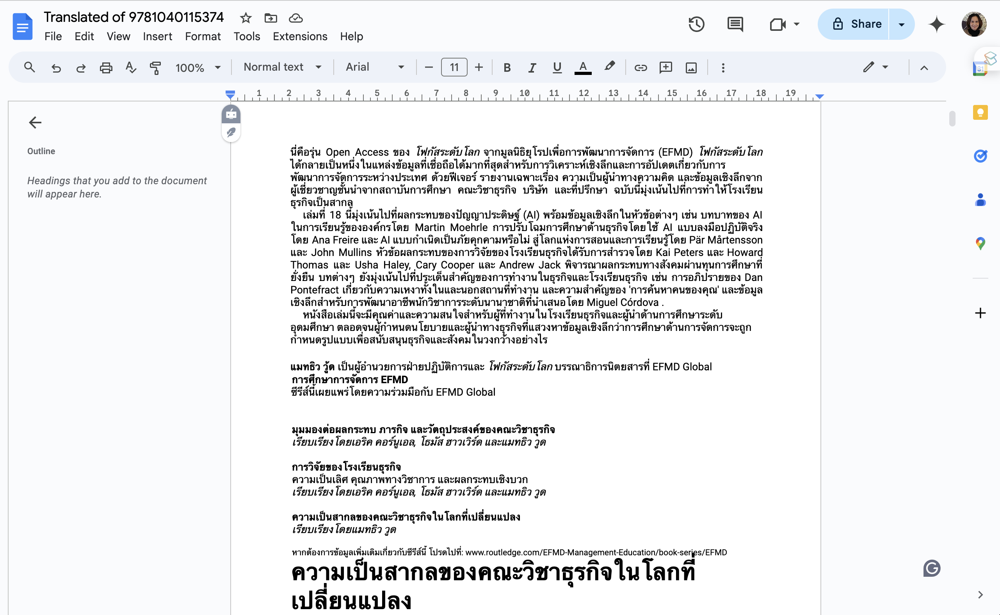 Translated of 9781040115374
File Edit View Insert Format Tools Extensions Help
Share
100% Normal text Arial 11 B I U A
31
1 2 3 4 5 6 7 8 9 10 11 12 13 14 15 16 17 18 19
Outline
Headings that you add to the document
will appear here.
นี่คือรุ่น Open Access ของ โฟกัสระดับโลก จากมูลนิธิยุโรปเพื่อการพัฒนาการจัดการ (EFMD) โฟกัสระดับโลก
ได้กลายเป็นหนึ่งในแหล่งข้อมูลที่เชื่อถือได้มากที่สุดสำหรับการวิเคราะห์เชิงลึกและการอัปเดตเกี่ยวกับการ
พัฒนาการจัดการระหว่างประเทศ ด้วยฟีเจอร์ รายงานเฉพาะเรื่อง ความเป็นผู้นำทางความคิด และข้อมูลเชิงลึกจาก
ผู้เชี่ยวชาญชั้นนำจากสถาบันการศึกษา คณะวิชาธุรกิจ บริษัท และที่ปรึกษา ฉบับนี้มุ่งเน้นไปที่การทำให้โรงเรียน
ธุรกิจเป็นสากล
เล่มที่ 18 นี้มุ่งเน้นไปที่ผลกระทบของปัญญาประดิษฐ์ (AI) พร้อมข้อมูลเชิงลึกในหัวข้อต่างๆ เช่น บทบาทของ AI
ในการเรียนรู้ขององค์กรโดย Martin Moehrle การปรับโฉมการศึกษาด้านธุรกิจโดยใช้ AI แบบลงมือปฏิบัติจริง
โดย Ana Freire และ AI แบบกำเนิดเป็นภัยคุกคามหรือไม่ สู่โลกแห่งการสอนและการเรียนรู้โดย Pär Mårtensson
และ John Mullins หัวข้อผลกระทบของการวิจัยของโรงเรียนธุรกิจได้รับการสำรวจโดย Kai Peters และ Howard
Thomas และ Usha Haley, Cary Cooper และ Andrew Jack พิจารณาผลกระทบทางสังคมผ่านทุนการศึกษาที่
ยั่งยืน บทต่างๆ ยังมุ่งเน้นไปที่ประเด็นสำคัญของการทำงานในธุรกิจและโรงเรียนธุรกิจ เช่น การอภิปรายของ Dan
Pontefract เกี่ยวกับความเหงาทั้งในและนอกสถานที่ทำงาน และความสำคัญของ 'การค้นหาคนของคุณ' และข้อมูล
เชิงลึกสำหรับการพัฒนาอาชีพนักวิชาการระดับนานาชาติที่นำเสนอโดย Miguel Córdova .
หนังสือเล่มนี้จะมีคุณค่าและความสนใจสำหรับผู้ที่ทำงานในโรงเรียนธุรกิจและผู้นำด้านการศึกษาระดับ
อุดมศึกษา ตลอดจนผู้กำหนดนโยบายและผู้นำทางธุรกิจที่แสวงหาข้อมูลเชิงลึกว่าการศึกษาด้านการจัดการจะถูก
กำหนดรูปแบบเพื่อสนับสนุนธุรกิจและสังคมในวงกว้างอย่างไร
แมทธิว วู้ด เป็นผู้อำนวยการฝ่ายปฏิบัติการและ โฟกัสระดับโลก บรรณาธิการนิตยสารที่ EFMD Global
การศึกษาการจัดการ EFMD
ซีรีส์นี้เผยแพร่โดยความร่วมมือกับ EFMD Global
มุมมองต่อผลกระทบ ภารกิจ และวัตถุประสงค์ของคณะวิชาธุรกิจ
เรียบเรียงโดยเอริค คอร์นูเอล, โธมัส ฮาวเวิร์ด และแมทธิว วูด
การวิจัยของโรงเรียนธุรกิจ
ความเป็นเลิศ คุณภาพทางวิชาการ และผลกระทบเชิงบวก
เรียบเรียงโดยเอริค คอร์นูเอล, โธมัส ฮาวเวิร์ด และแมทธิว วูด
ความเป็นสากลของคณะวิชาธุรกิจในโลกที่เปลี่ยนแปลง
เรียบเรียงโดยแมทธิว วูด
หากต้องการข้อมูลเพิ่มเติมเกี่ยวกับซีรีส์นี้ โปรดไปที่: www.routledge.com/EFMD-Management-Education/book-series/EFMD
ความเป็นสากลของคณะวิชาธุรกิจในโลกที่
เปลี่ยนแปลง